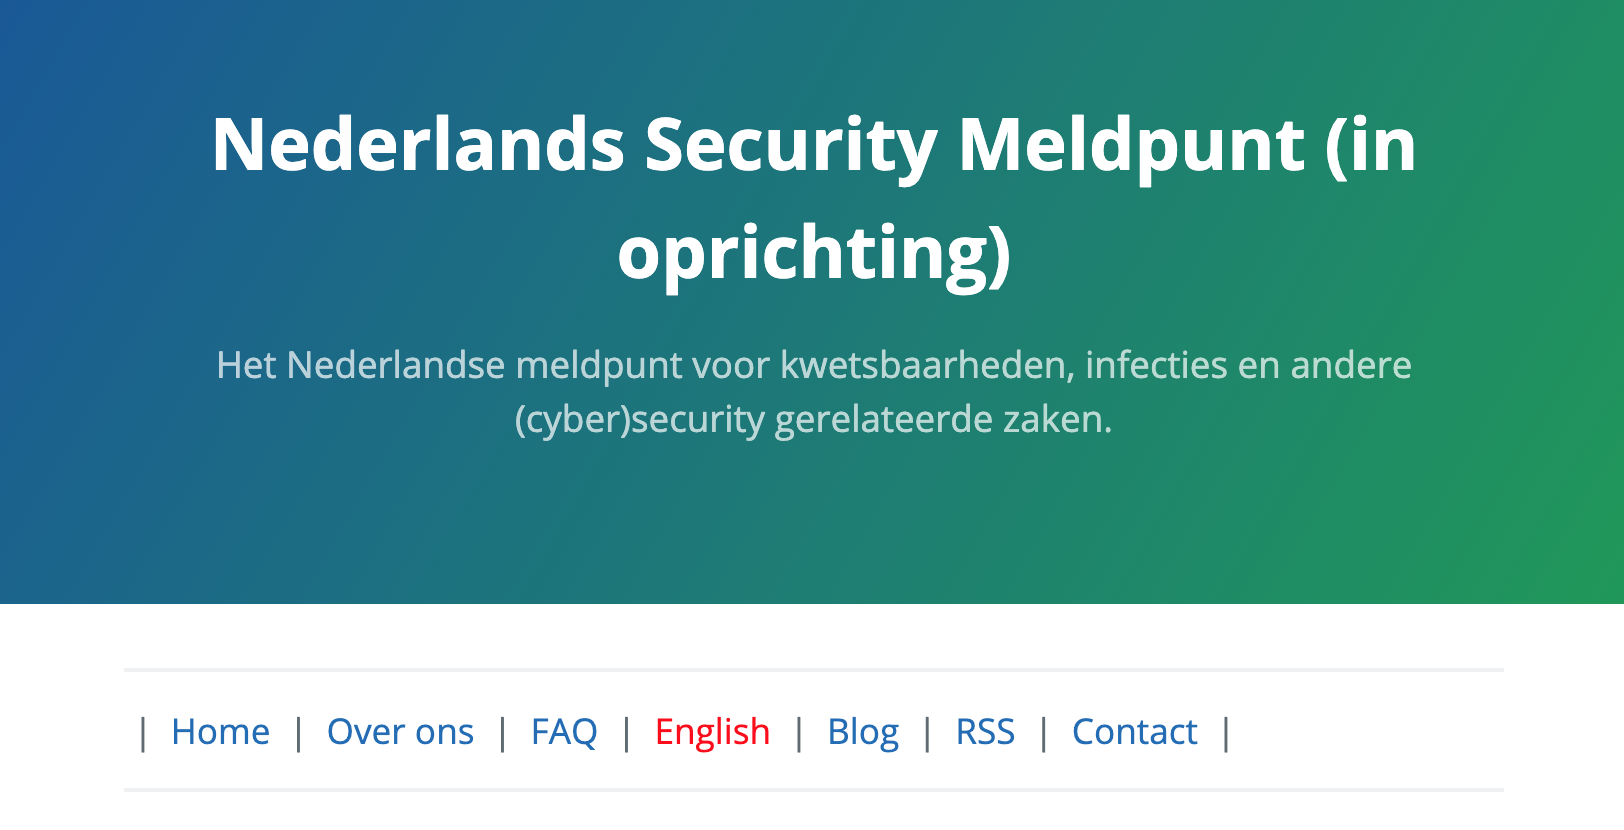 Nederlands Security Meldpunt (in
oprichting)
Het Nederlandse meldpunt voor kwetsbaarheden, infecties en andere
(cyber)security gerelateerde zaken.
| Home | Over ons | FAQ | English | Blog | RSS | Contact |